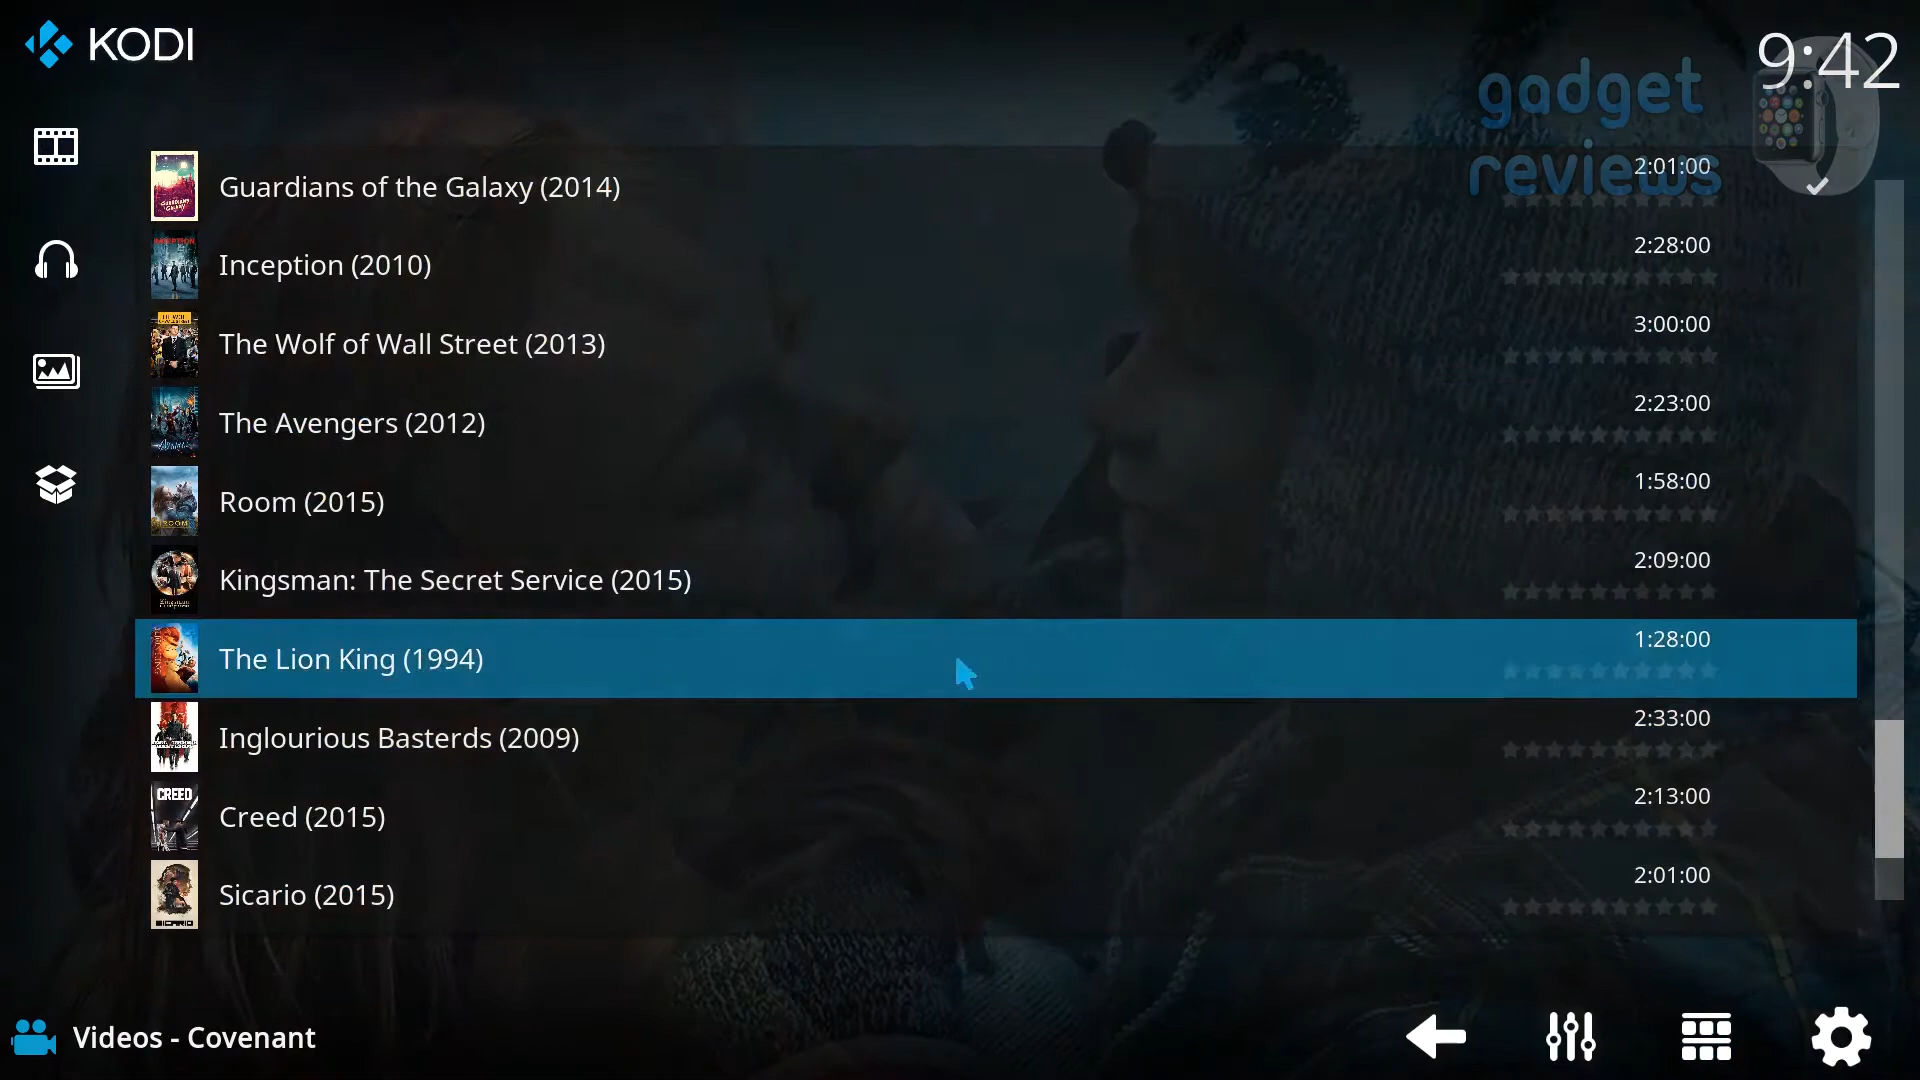 KODI
9:42
gadget
reviews
Guardians of the Galaxy (2014)
2:01:00
Inception (2010)
2:28:00
The Wolf of Wall Street (2013)
3:00:00
The Avengers (2012)
2:23:00
Room (2015)
1:58:00
Kingsman: The Secret Service (2015)
2:09:00
The Lion King (1994)
1:28:00
Inglourious Basterds (2009)
2:33:00
CREED
Creed (2015)
2:13:00
Sicario (2015)
2:01:00
Videos - Covenant